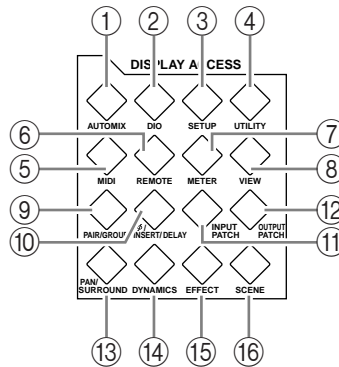 ① ② ③ ④
DISPLAY ACCESS
AUTOMIX DIO SETUP UTILITY
⑥ ⑦
⑤ ⑧
MIDI REMOTE METER VIEW
⑨ ⑫
⑩ ⑪
PAIR/GROUP ø/INSERT/DELAY INPUT PATCH OUTPUT PATCH
PAN/SURROUND DYNAMICS EFFECT SCENE
⑬ ⑭ ⑮ ⑯